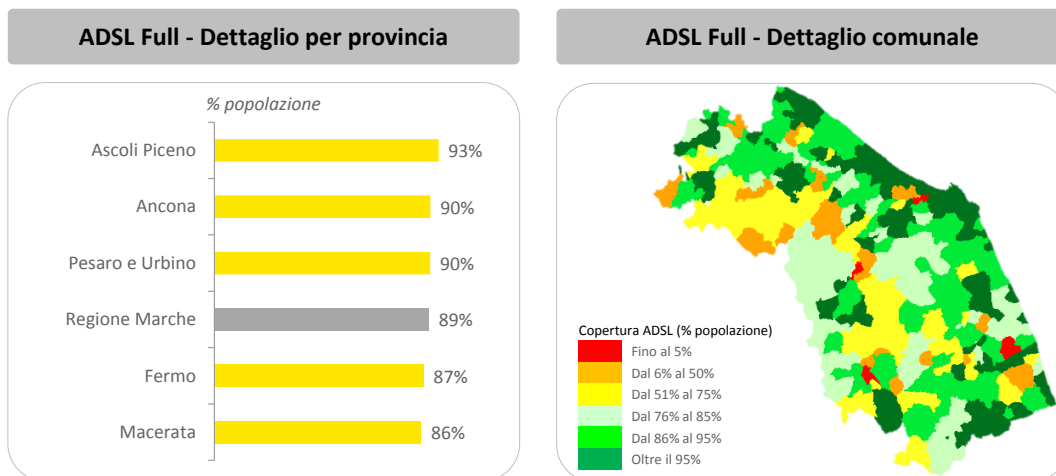 ADSL Full - Dettaglio per provincia
% popolazione
Ascoli Piceno 93%
Ancona 90%
Pesaro e Urbino 90%
Regione Marche 89%
Fermo 87%
Macerata 86%
ADSL Full - Dettaglio comunale
Copertura ADSL (% popolazione)
Fino al 5%
Dal 6% al 50%
Dal 51% al 75%
Dal 76% al 85%
Dal 86% al 95%
Oltre il 95%